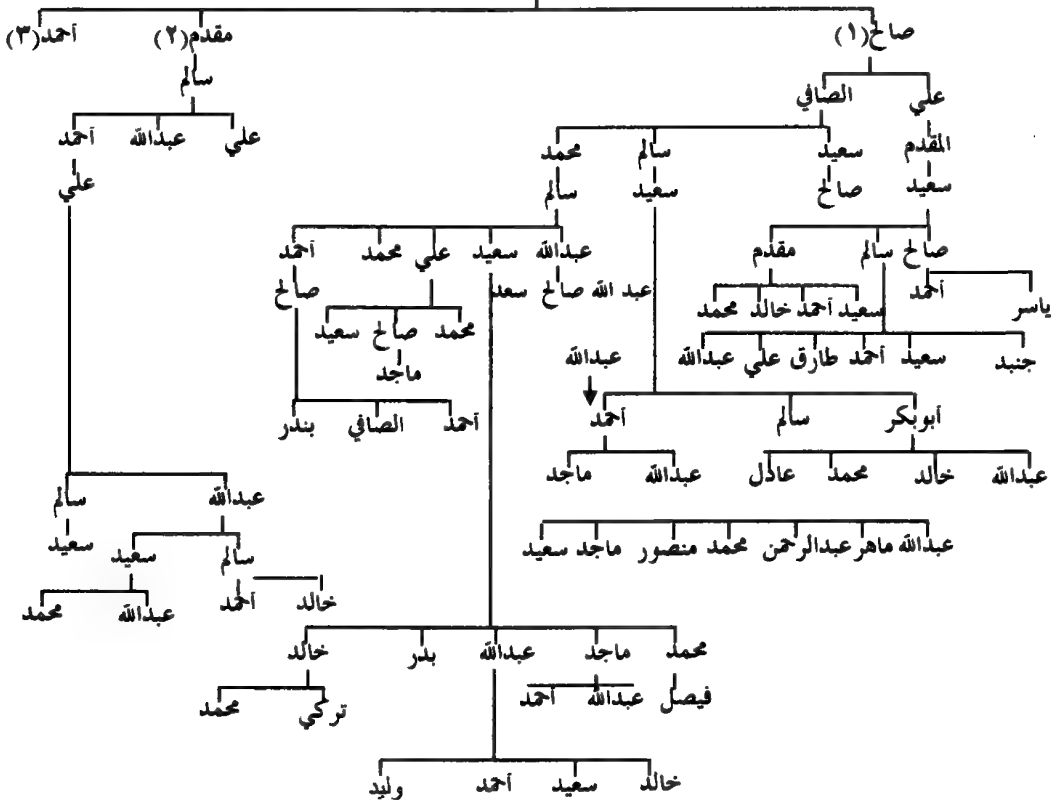 صالح (١) مقدم (٢) أحمد (٣)
علي الصافي سالم
المقدم سعيد سالم محمد علي عبدالله أحمد
سعيد صالح سعيد سالم علي
صالح سالم مقدم عبدالله سعيد علي محمد أحمد
ياسر أحمد سعيد أحمد خالد محمد عبد الله صالح سعد صالح
محمد صالح سعيد
جنبد سعيد أحمد طارق علي عبدالله عبدالله ماجد
أبوبكر سالم أحمد أحمد الصافي بندر
عبدالله خالد محمد عادل عبدالله ماجد
عبدالله سالم
عبدالله ماهر عبدالرحمن محمد منصور ماجد سعيد سالم سعيد سعيد
خالد أحمد عبدالله محمد
محمد ماجد عبدالله بدر خالد
فيصل عبدالله أحمد تركي محمد
خالد سعيد أحمد وليد